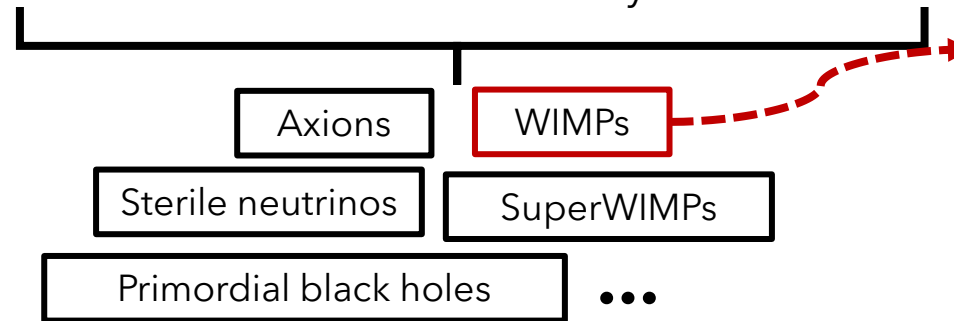 Axions
WIMPs
Sterile neutrinos
SuperWIMPs
Primordial black holes
...